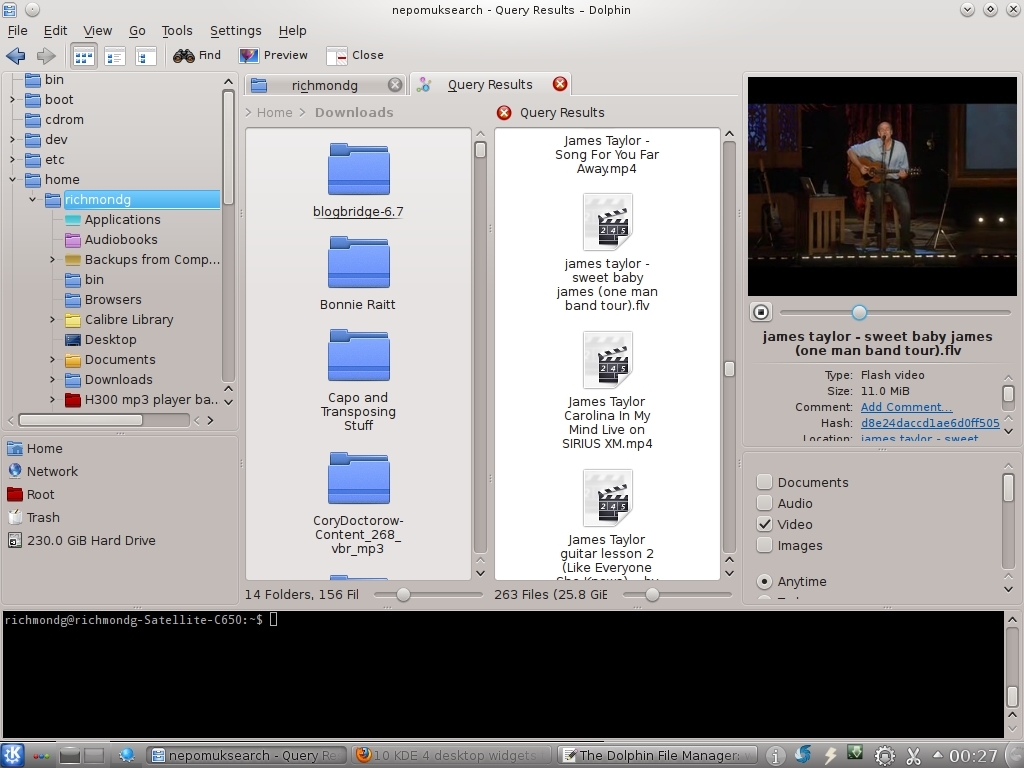 nepomuksearch - Query Results – Dolphin
File Edit View Go Tools Settings Help
Find Preview Close
bin
boot
cdrom
dev
etc
home
richmondg
Applications
Audiobooks
Backups from Comp...
bin
Browsers
Calibre Library
Desktop
Documents
Downloads
H300 mp3 player ba..
Home
Network
Root
Trash
230.0 GiB Hard Drive
richmondg
Query Results
Home > Downloads
blogbridge-6.7
Bonnie Raitt
Capo and
Transposing
Stuff
CoryDoctorow-
Content_268_
vbr_mp3
14 Folders, 156 Fil
Query Results
James Taylor -
Song For You Far
Away.mp4
james taylor -
sweet baby
james (one man
band tour).flv
James Taylor
Carolina In My
Mind Live on
SIRIUS XM.mp4
James Taylor
guitar lesson 2
(Like Everyone
263 Files (25.8 GiE
james taylor - sweet baby james
(one man band tour).flv
Type: Flash video
Size: 11.0 MiB
Comment: Add Comment...
Hash: d8e24daccd1ae6d0ff505
Location: james taylor - sweet
Documents
Audio
Video
Images
Anytime
richmondg@richmondg-Satellite-C650:~$
nepomuksearch - Query Re
10 KDE 4 desktop widgets
The Dolphin File Manager:
00:27